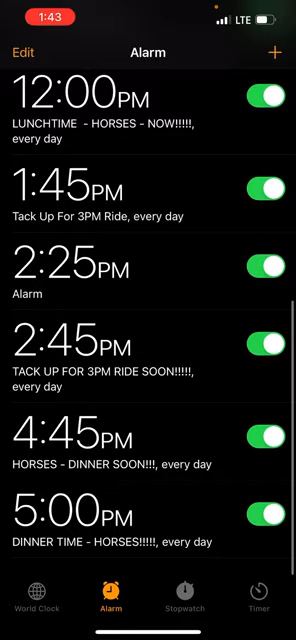 1:43
LTE
Edit
Alarm
+
12:00PM
LUNCHTIME - HORSES - NOW!!!!!,
every day
1:45PM
Tack Up For 3PM Ride, every day
2:25PM
Alarm
2:45PM
TACK UP FOR 3PM RIDE SOON!!!!!,
every day
4:45PM
HORSES - DINNER SOON!!!, every day
5:00PM
DINNER TIME - HORSES!!!!!, every day
World Clock
Alarm
Stopwatch
Timer